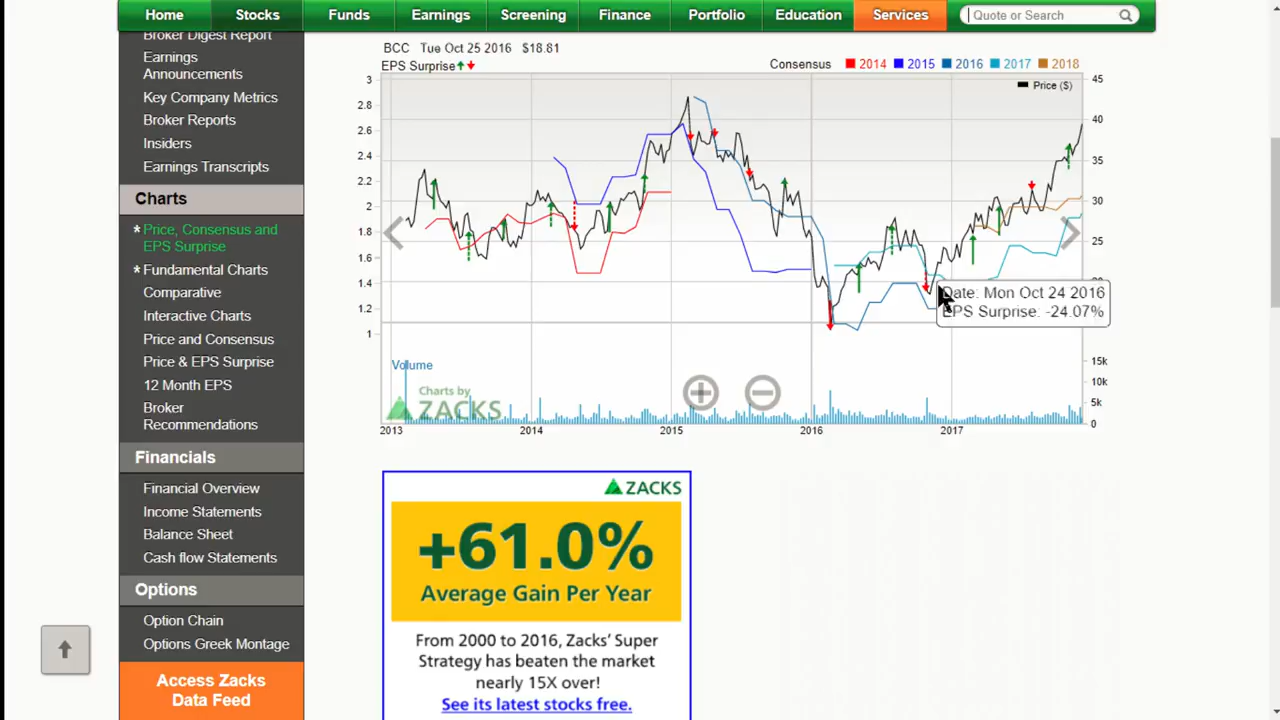 Home Stocks Funds Earnings Screening Finance Portfolio Education Services Quote or Search
Broker Digest Report
Earnings
Announcements
Key Company Metrics
Broker Reports
Insiders
Earnings Transcripts
Charts
* Price, Consensus and
EPS Surprise
* Fundamental Charts
Comparative
Interactive Charts
Price and Consensus
Price & EPS Surprise
12 Month EPS
Broker
Recommendations
Financials
Financial Overview
Income Statements
Balance Sheet
Cash flow Statements
Options
Option Chain
Options Greek Montage
Access Zacks
Data Feed
BCC Tue Oct 25 2016 $18.81
EPS Surprise
Consensus 2014 2015 2016 2017 2018
Price ($)
3
2.8
2.6
2.4
2.2
2
1.8
1.6
1.4
1.2
1
45
40
35
30
25
Date: Mon Oct 24 2016
EPS Surprise: -24.07%
Volume
15k
10k
5k
0
Charts by
ZACKS
2013 2014 2015 2016 2017
ZACKS
+61.0%
Average Gain Per Year
From 2000 to 2016, Zacks' Super
Strategy has beaten the market
nearly 15X over!
See its latest stocks free.